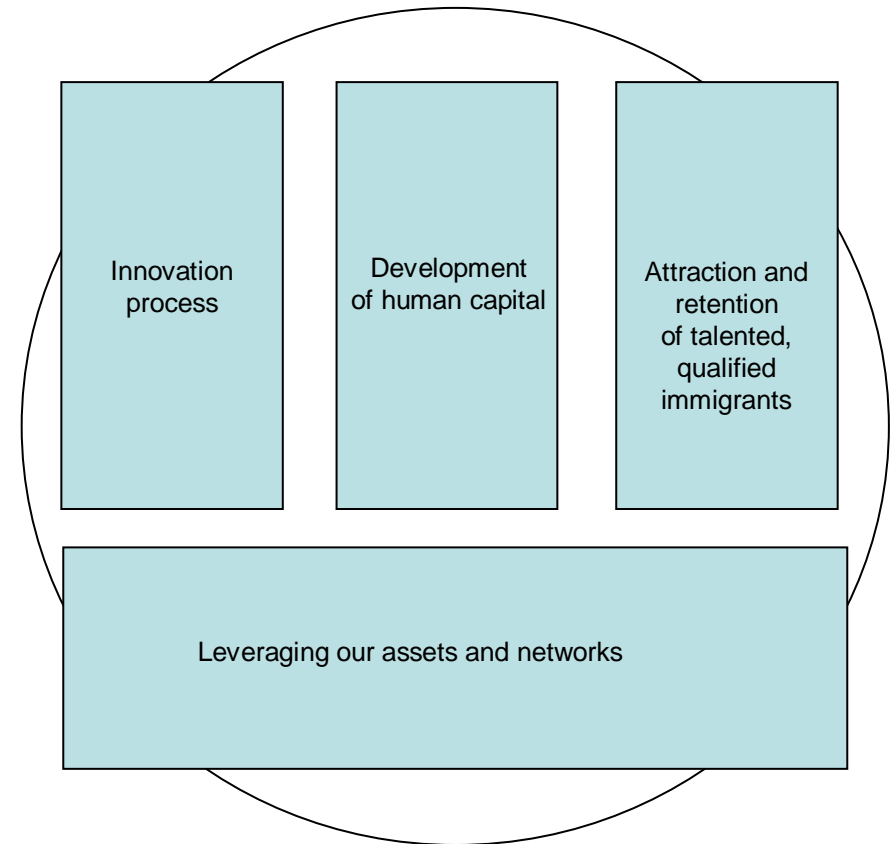 Innovation
process
Development
of human capital
Attraction and
retention
of talented,
qualified
immigrants
Leveraging our assets and networks